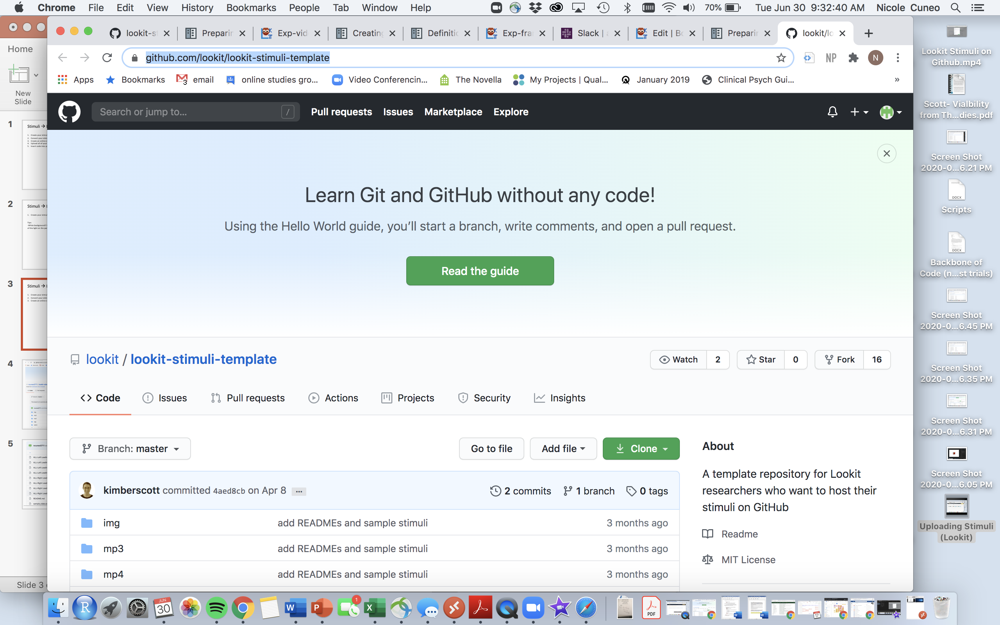 Chrome File Edit View History Bookmarks People Tab Window Help 70% Tue Jun 30 9:32:40 AM Nicole Cuneo
lookit-st Preparin Exp-vid Creating Definitio Exp-fra Slack | a Edit | Bo Preparin lookit/lo
github.com/lookit/lookit-stimuli-template NP N
Apps Bookmarks 3 email online studies gro... Video Conferencin... The Novella My Projects | Qual... January 2019 Clinical Psych Gui... »
Home
New
Slide
1 Stimuli →
2 Stimuli →
3 Stimuli →
4
5
Slide 3
Search or jump to... / Pull requests Issues Marketplace Explore
Learn Git and GitHub without any code!
Using the Hello World guide, you’ll start a branch, write comments, and open a pull request.
Read the guide
lookit / lookit-stimuli-template
Watch 2 Star 0 Fork 16
Code Issues Pull requests Actions Projects Security Insights
Branch: master Go to file Add file Clone
kimberscott committed 4aed8cb on Apr 8 ... 2 commits 1 branch 0 tags
img add READMEs and sample stimuli 3 months ago
mp3 add READMEs and sample stimuli 3 months ago
mp4 add READMEs and sample stimuli 3 months ago
About
A template repository for Lookit
researchers who want to host their
stimuli on GitHub
Readme
MIT License
Lookit Stimuli on
Github.mp4
Scott- Vialbility
from Th...dies.pdf
Screen Shot
2020-0...6.21 PM
DOCX
Scripts
DOCX
Backbone of
Code (n...st trials)
Screen Shot
2020-0...6.45 PM
Screen Shot
2020-0...6.35 PM
Screen Shot
2020-0...6.31 PM
Screen Shot
2020-0...6.05 PM
Uploading Stimuli
(Lookit)
R JUN 30 W P 1 X PDF 17